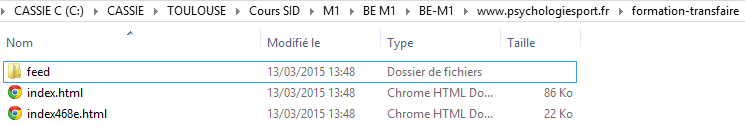 CASSIE C (C:) CASSIE TOULOUSE Cours SID M1 BE M1 BE-M1 www.psychologiesport.fr formation-transfaire
Nom Modifié le Type Taille
feed 13/03/2015 13:48 Dossier de fichiers
index.html 13/03/2015 13:48 Chrome HTML Do... 86 Ko
index468e.html 13/03/2015 13:48 Chrome HTML Do... 22 Ko